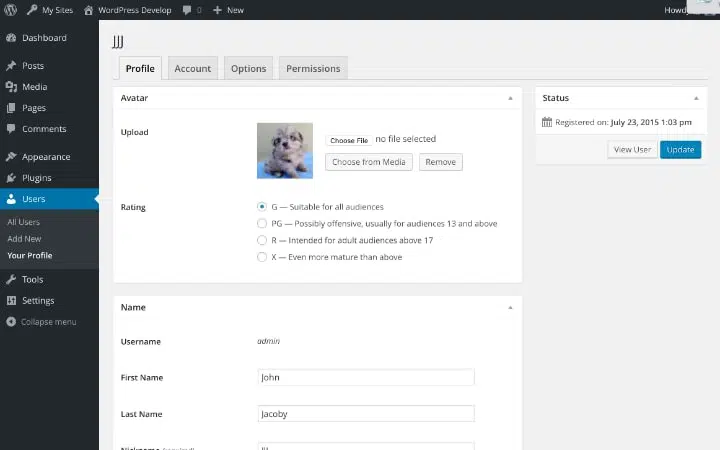 My Sites WordPress Develop 0 New Howdy
Dashboard
Posts
Media
Pages
Comments
Appearance
Plugins
Users
All Users
Add New
Your Profile
Tools
Settings
Collapse menu
JJJ
Profile Account Options Permissions
Avatar
Upload
Choose File no file selected
Choose from Media Remove
Rating
G — Suitable for all audiences
PG — Possibly offensive, usually for audiences 13 and above
R — Intended for adult audiences above 17
X — Even more mature than above
Name
Username admin
First Name John
Last Name Jacoby
Nickname
Status
Registered on: July 23, 2015 1:03 pm
View User Update